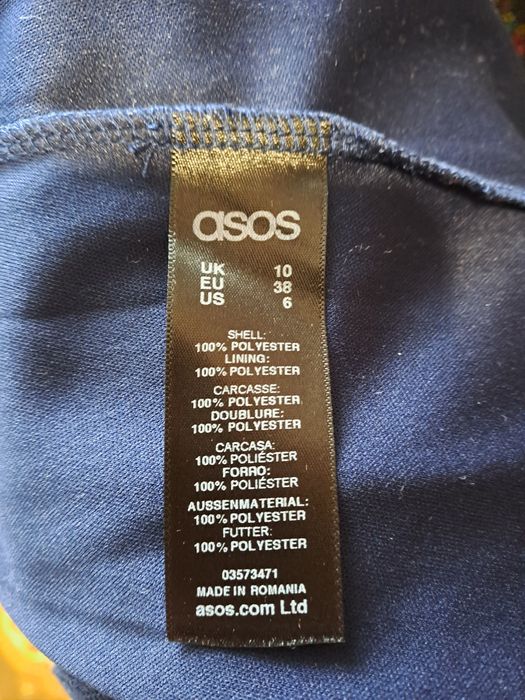 asos
UK 10
EU 38
US 6
SHELL:
100% POLYESTER
LINING:
100% POLYESTER
CARCASSE:
100% POLYESTER
DOUBLURE:
100% POLYESTER
CARCASA:
100% POLIÉSTER
FORRO:
100% POLIÉSTER
AUSSENMATERIAL:
100% POLYESTER
FUTTER:
100% POLYESTER
03573471
MADE IN ROMANIA
asos.com Ltd